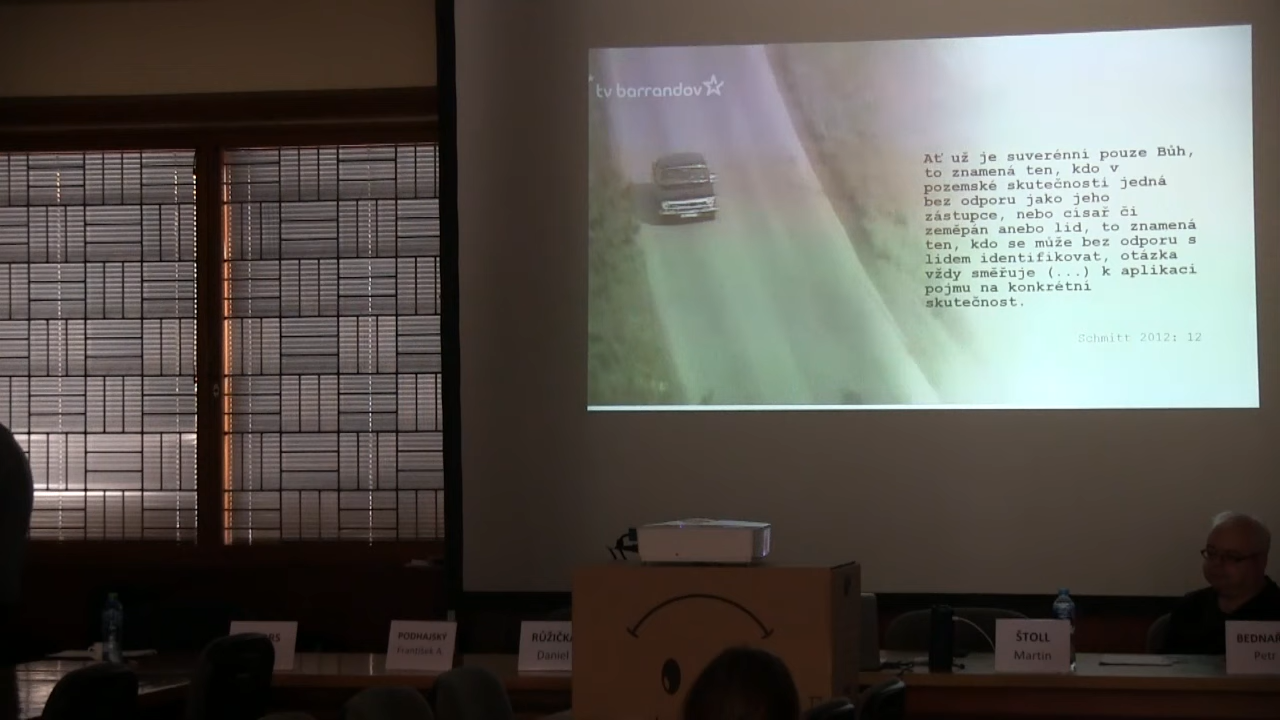 tv barrandov
Ať už je suverénní pouze Bůh,
to znamená ten, kdo v
pozemské skutečnosti jedná
bez odporu jako jeho
zástupce, nebo císař či
zeměpán anebo lid, to znamená
ten, kdo se může bez odporu s
lidem identifikovat, otázka
vždy směřuje (...) k aplikaci
pojmu na konkrétní
skutečnost.
Schmitt 2012: 12
PODHAJSKÝ
František A.
RŮŽIČKA
Daniel
ŠTOLL
Martin